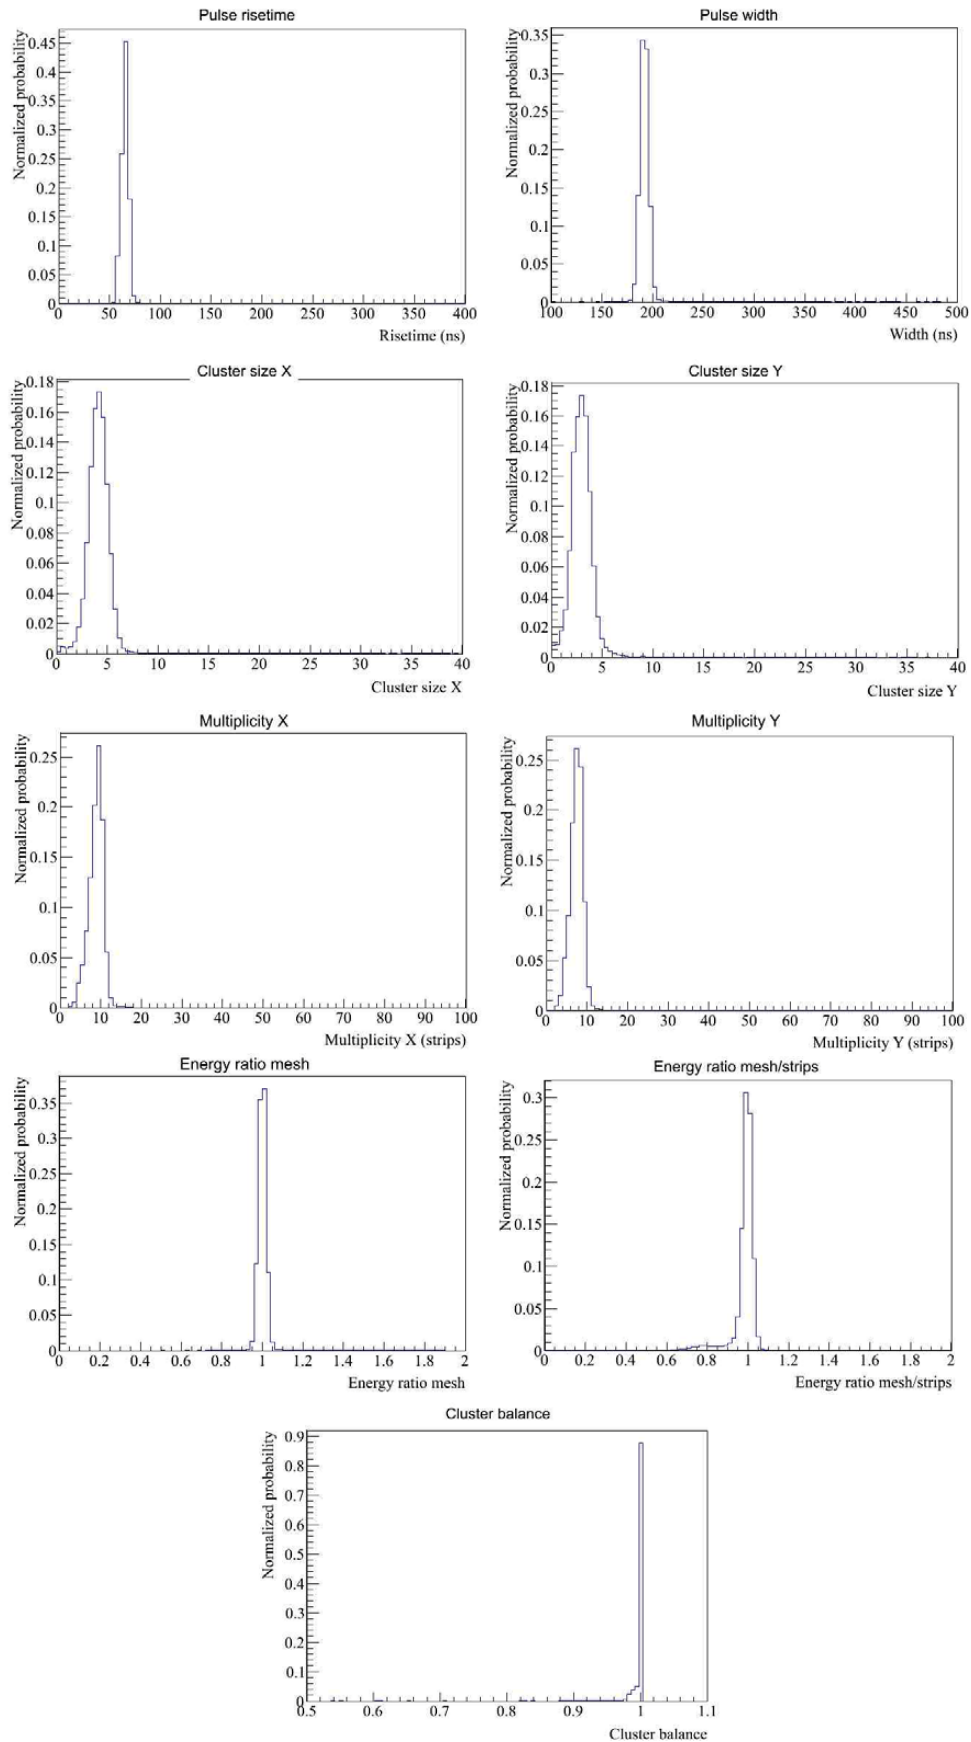 Pulse risetime
Normalized probability
0.45
0.4
0.35
0.3
0.25
0.2
0.15
0.1
0.05
0
0 50 100 150 200 250 300 350 400
Risetime (ns)
Pulse width
Normalized probability
0.35
0.3
0.25
0.2
0.15
0.1
0.05
0
100 150 200 250 300 350 400 450 500
Width (ns)
Cluster size X
Normalized probability
0.18
0.16
0.14
0.12
0.1
0.08
0.06
0.04
0.02
0
0 5 10 15 20 25 30 35 40
Cluster size X
Cluster size Y
Normalized probability
0.18
0.16
0.14
0.12
0.1
0.08
0.06
0.04
0.02
0
0 5 10 15 20 25 30 35 40
Cluster size Y
Multiplicity X
Normalized probability
0.25
0.2
0.15
0.1
0.05
0
0 10 20 30 40 50 60 70 80 90 100
Multiplicity X (strips)
Multiplicity Y
Normalized probability
0.25
0.2
0.15
0.1
0.05
0
0 10 20 30 40 50 60 70 80 90 100
Multiplicity Y (strips)
Energy ratio mesh
Normalized probability
0.35
0.3
0.25
0.2
0.15
0.1
0.05
0
0 0.2 0.4 0.6 0.8 1 1.2 1.4 1.6 1.8 2
Energy ratio mesh
Energy ratio mesh/strips
Normalized probability
0.3
0.25
0.2
0.15
0.1
0.05
0
0 0.2 0.4 0.6 0.8 1 1.2 1.4 1.6 1.8 2
Energy ratio mesh/strips
Cluster balance
Normalized probability
0.9
0.8
0.7
0.6
0.5
0.4
0.3
0.2
0.1
0
0.5 0.6 0.7 0.8 0.9 1 1.1
Cluster balance